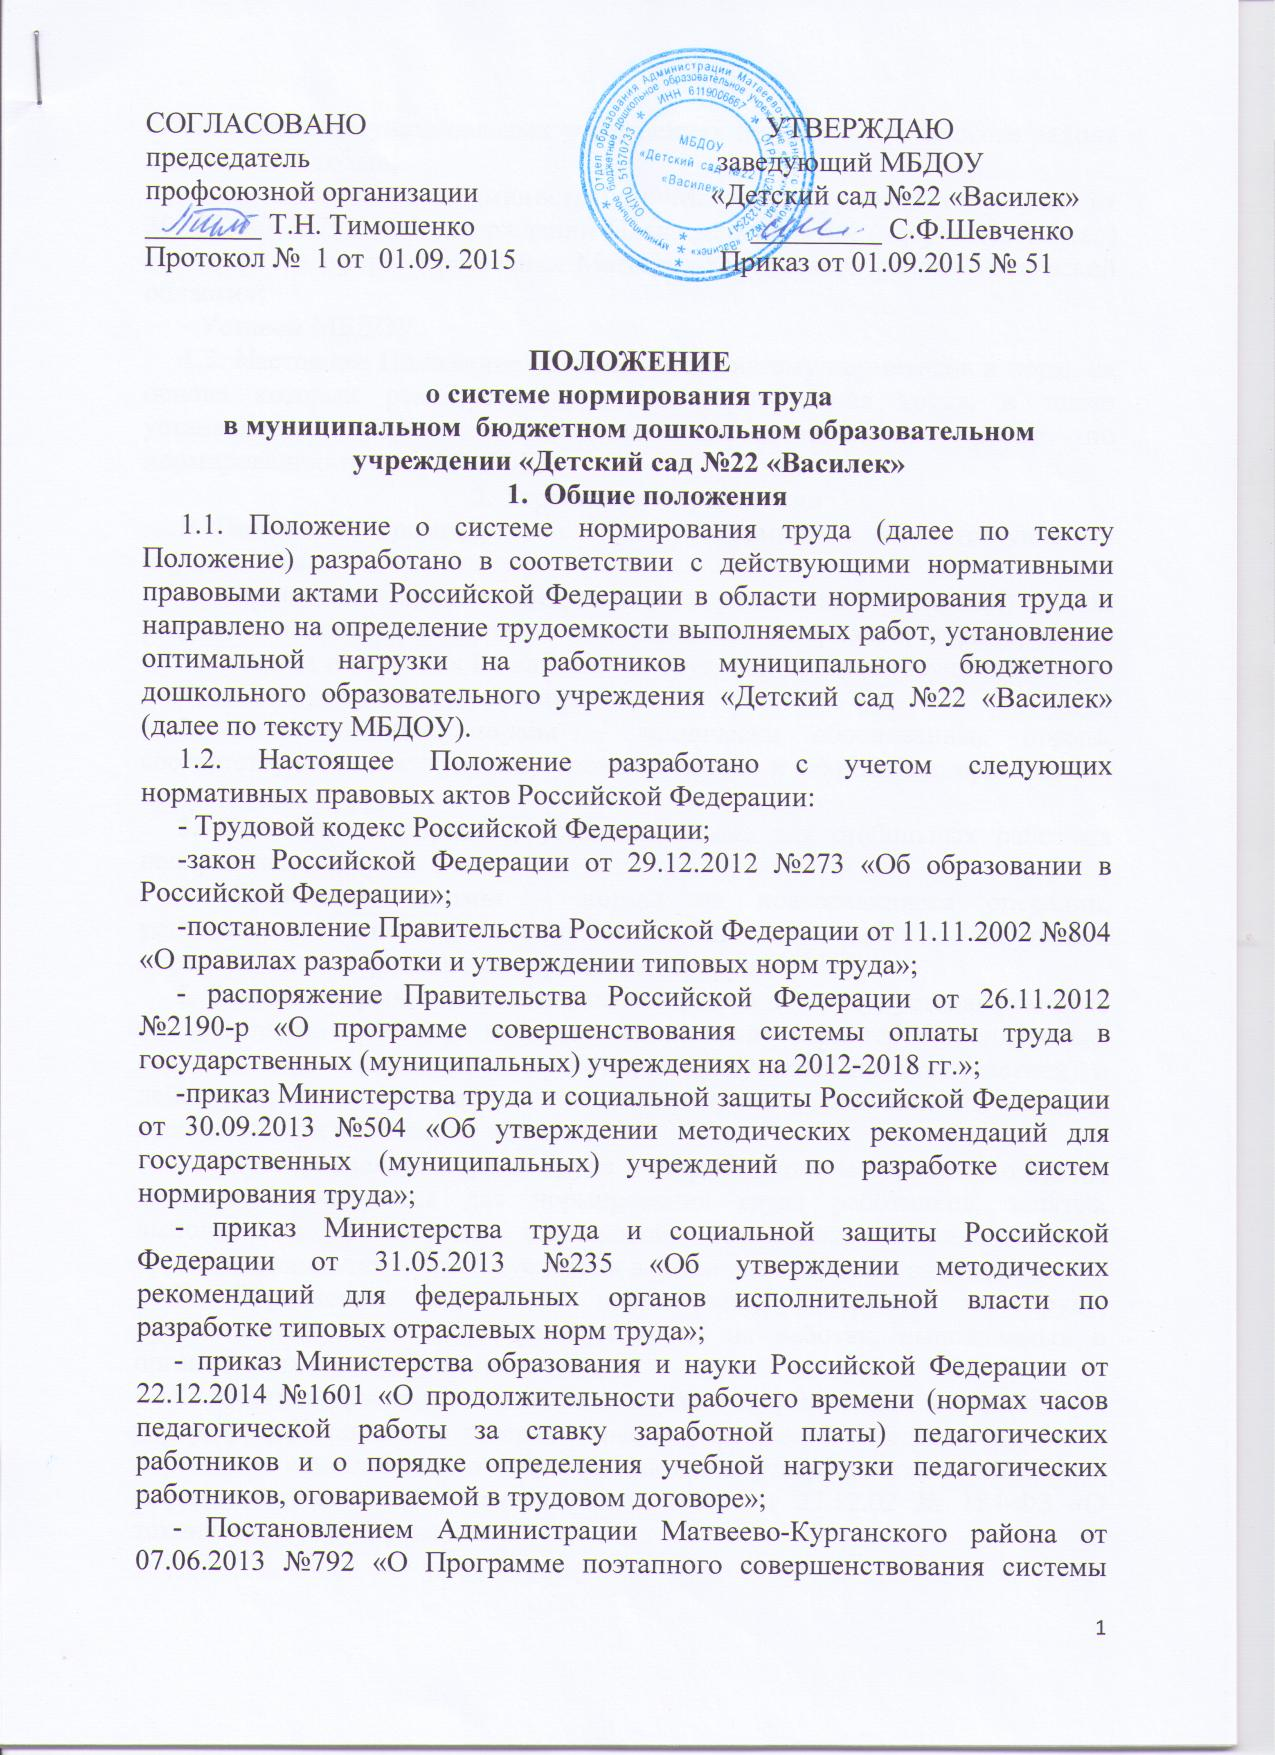 СОГЛАСОВАНО
председатель
профсоюзной организации
________ Т.Н. Тимошенко
Протокол № 1 от 01.09. 2015
УТВЕРЖДАЮ
заведующий МБДОУ
«Детский сад №22 «Василек»
_________ С.Ф.Шевченко
Приказ от 01.09.2015 № 51
МБДОУ
«Детский сад №22
«Василек»
ИНН 6119006667
ОКПО 51570733
ПОЛОЖЕНИЕ
о системе нормирования труда
в муниципальном бюджетном дошкольном образовательном
учреждении «Детский сад №22 «Василек»
1. Общие положения
1.1. Положение о системе нормирования труда (далее по тексту
Положение) разработано в соответствии с действующими нормативными
правовыми актами Российской Федерации в области нормирования труда и
направлено на определение трудоемкости выполняемых работ, установление
оптимальной нагрузки на работников муниципального бюджетного
дошкольного образовательного учреждения «Детский сад №22 «Василек»
(далее по тексту МБДОУ).
1.2. Настоящее Положение разработано с учетом следующих
нормативных правовых актов Российской Федерации:
- Трудовой кодекс Российской Федерации;
-закон Российской Федерации от 29.12.2012 №273 «Об образовании в
Российской Федерации»;
-постановление Правительства Российской Федерации от 11.11.2002 №804
«О правилах разработки и утверждении типовых норм труда»;
- распоряжение Правительства Российской Федерации от 26.11.2012
№2190-р «О программе совершенствования системы оплаты труда в
государственных (муниципальных) учреждениях на 2012-2018 гг.»;
-приказ Министерства труда и социальной защиты Российской Федерации
от 30.09.2013 №504 «Об утверждении методических рекомендаций для
государственных (муниципальных) учреждений по разработке систем
нормирования труда»;
- приказ Министерства труда и социальной защиты Российской
Федерации от 31.05.2013 №235 «Об утверждении методических
рекомендаций для федеральных органов исполнительной власти по
разработке типовых отраслевых норм труда»;
- приказ Министерства образования и науки Российской Федерации от
22.12.2014 №1601 «О продолжительности рабочего времени (нормах часов
педагогической работы за ставку заработной платы) педагогических
работников и о порядке определения учебной нагрузки педагогических
работников, оговариваемой в трудовом договоре»;
- Постановлением Администрации Матвеево-Курганского района от
07.06.2013 №792 «О Программе поэтапного совершенствования системы
1